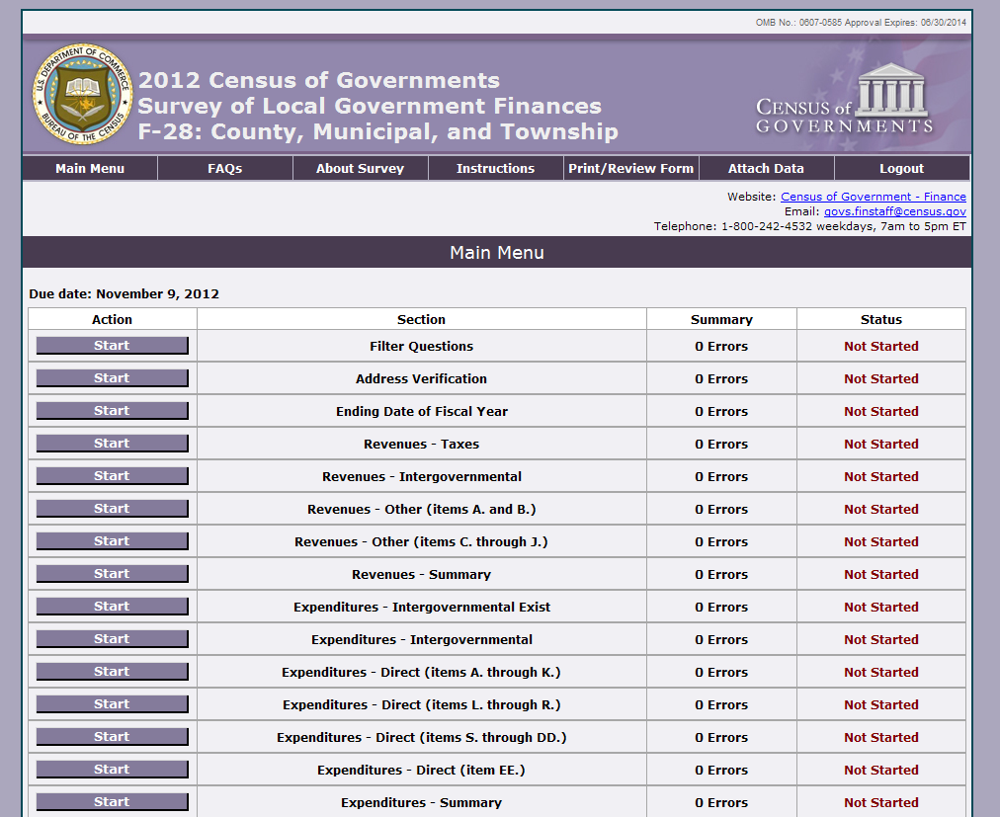 OMB No.: 0607-0585 Approval Expires: 06/30/2014
U.S. DEPARTMENT OF COMMERCE
BUREAU OF THE CENSUS
2012 Census of Governments
Survey of Local Government Finances
F-28: County, Municipal, and Township
CENSUS of
GOVERNMENTS
Main Menu FAQs About Survey Instructions Print/Review Form Attach Data Logout
Website: Census of Government - Finance
Email: govs.finstaff@census.gov
Telephone: 1-800-242-4532 weekdays, 7am to 5pm ET
Main Menu
Due date: November 9, 2012
Action Section Summary Status
Start Filter Questions 0 Errors Not Started
Start Address Verification 0 Errors Not Started
Start Ending Date of Fiscal Year 0 Errors Not Started
Start Revenues - Taxes 0 Errors Not Started
Start Revenues - Intergovernmental 0 Errors Not Started
Start Revenues - Other (items A. and B.) 0 Errors Not Started
Start Revenues - Other (items C. through J.) 0 Errors Not Started
Start Revenues - Summary 0 Errors Not Started
Start Expenditures - Intergovernmental Exist 0 Errors Not Started
Start Expenditures - Intergovernmental 0 Errors Not Started
Start Expenditures - Direct (items A. through K.) 0 Errors Not Started
Start Expenditures - Direct (items L. through R.) 0 Errors Not Started
Start Expenditures - Direct (items S. through DD.) 0 Errors Not Started
Start Expenditures - Direct (item EE.) 0 Errors Not Started
Start Expenditures - Summary 0 Errors Not Started